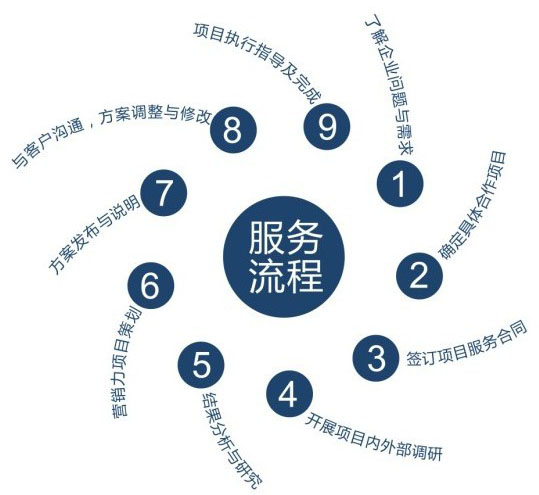 服务
流程
1
了解企业问题与需求
2
确定具体合作项目
3
签订项目服务合同
4
开展项目内外部调研
5
结果分析与研究
6
营销力项目策划
7
方案发布与说明
8
与客户沟通，方案调整与修改
9
项目执行指导及完成